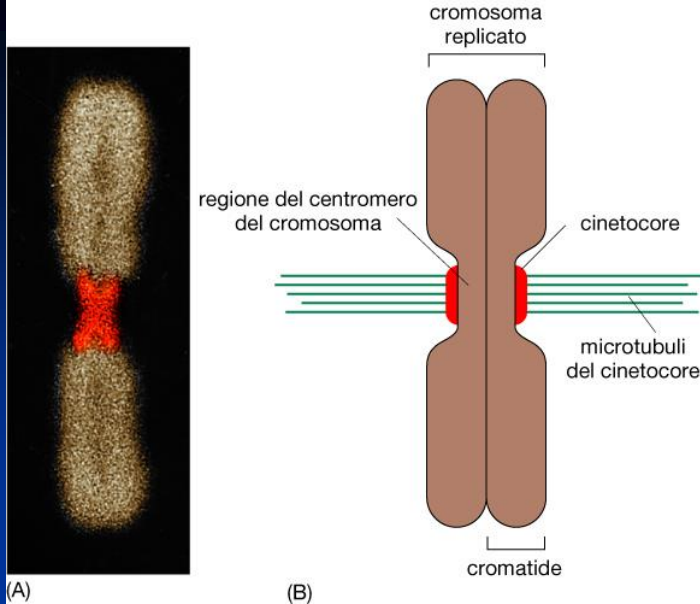 cromosoma
replicato
regione del centromero
del cromosoma
cinetocore
microtubuli
del cinetocore
cromatide
(A)
(B)